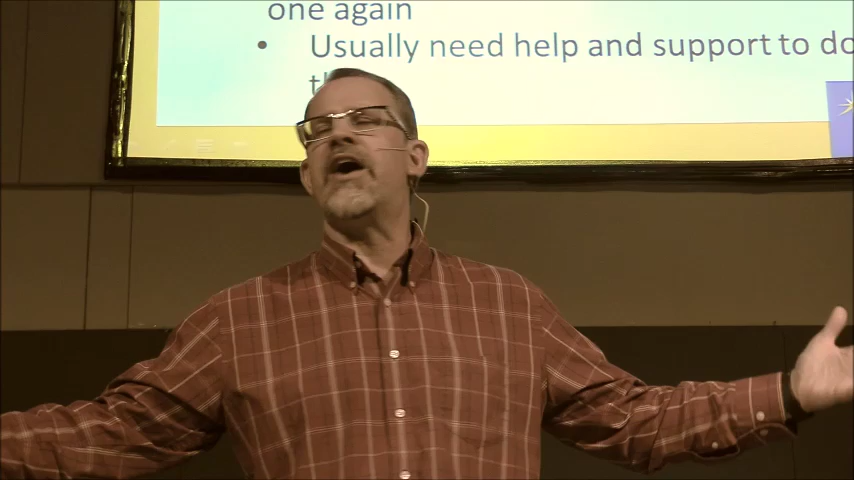 one again
• Usually need help and support to do